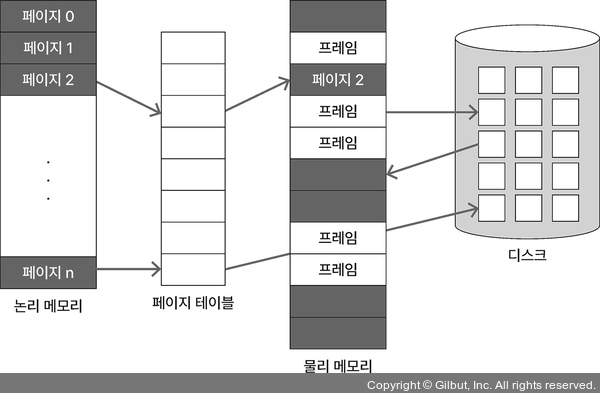 페이지 0
페이지 1
페이지 2
페이지 n
논리 메모리
페이지 테이블
프레임
페이지 2
프레임
프레임
프레임
프레임
물리 메모리
디스크
Copyright © Gilbut, Inc. All rights reserved.